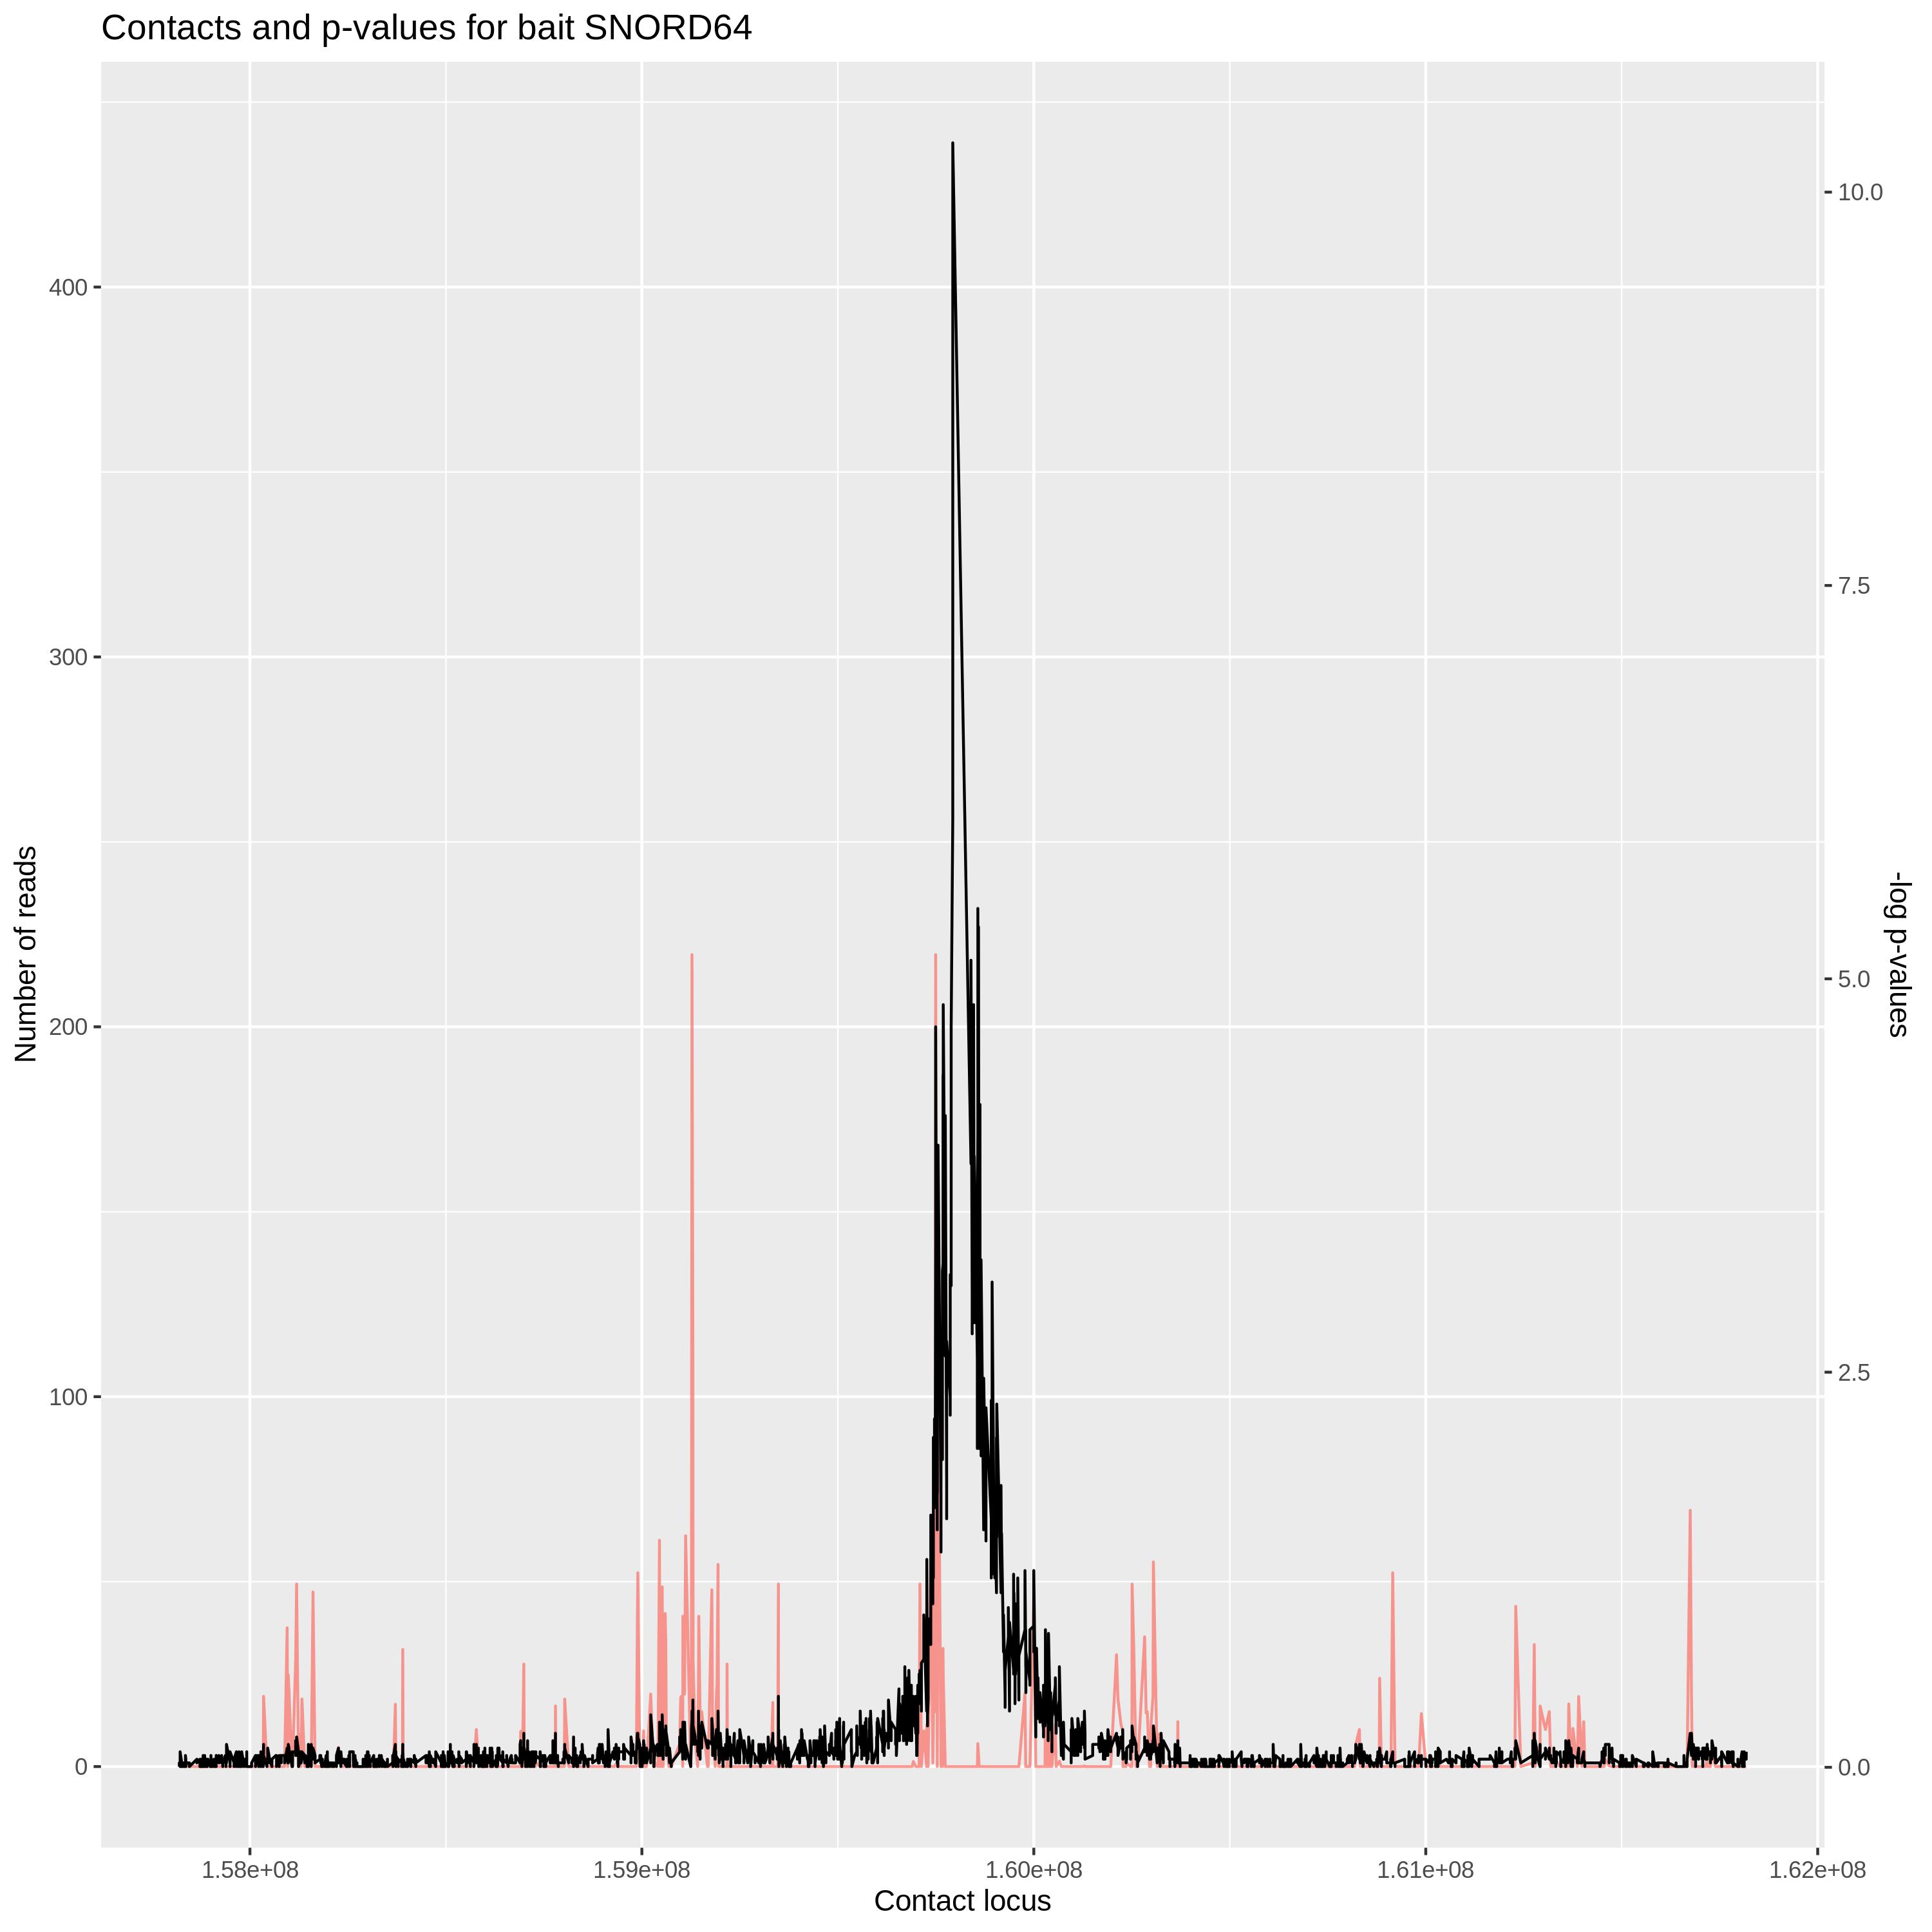 Contacts and p-values for bait SNORD64
10.0
400
7.5
300
Number of reads
-log p-values
5.0
200
2.5
100
0
0.0
1.58e+08 1.59e+08 1.60e+08 1.61e+08 1.62e+08
Contact locus